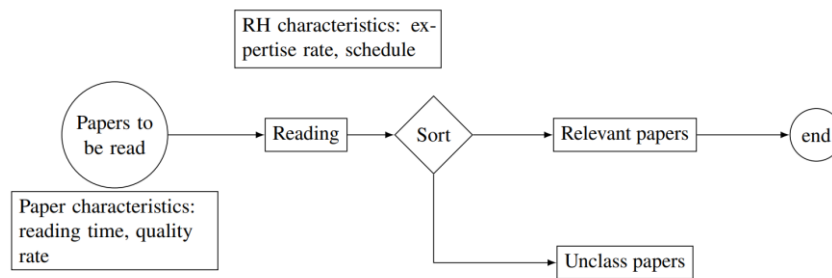 RH characteristics: ex-
pertise rate, schedule
Papers to
be read
Reading
Sort
Relevant papers
end
Paper characteristics:
reading time, quality
rate
Unclass papers